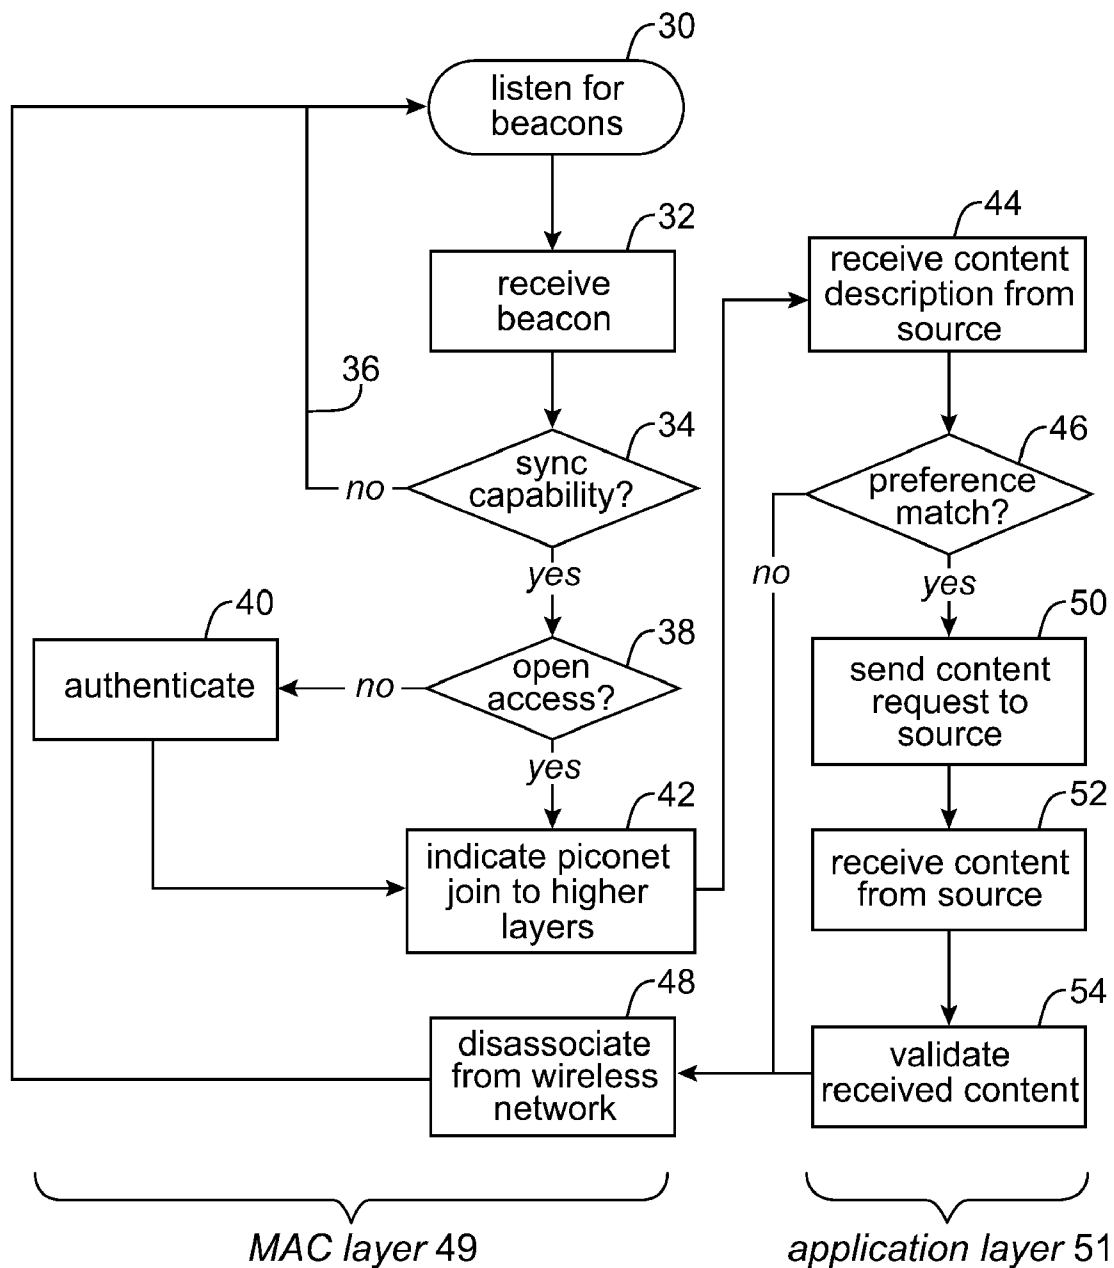 30
listen for
beacons
32
receive
beacon
36
34
sync
capability?
no
yes
40
authenticate
38
open
access?
no
yes
42
indicate piconet
join to higher
layers
48
disassociate
from wireless
network
44
receive content
description from
source
46
preference
match?
no
yes
50
send content
request to
source
52
receive content
from source
54
validate
received content
MAC layer 49
application layer 51